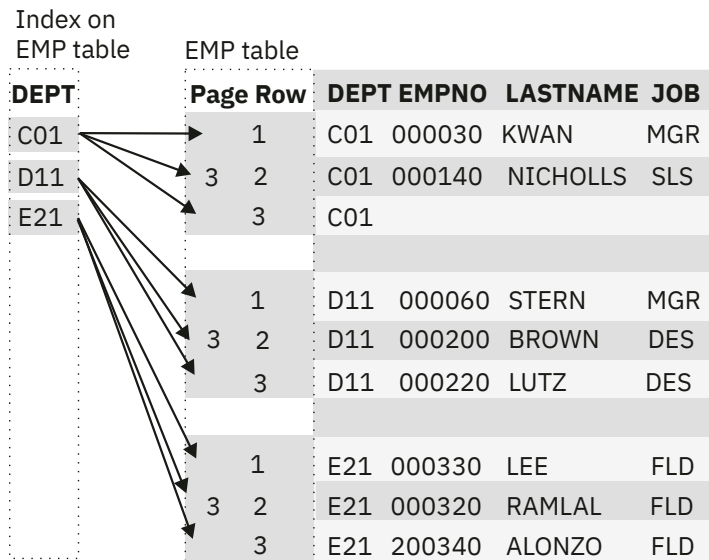 Index on
EMP table
EMP table
DEPT Page Row DEPT EMPNO LASTNAME JOB
C01 1 C01 000030 KWAN MGR
D11 3 2 C01 000140 NICHOLLS SLS
E21 3 C01
1 D11 000060 STERN MGR
3 2 D11 000200 BROWN DES
3 D11 000220 LUTZ DES
1 E21 000330 LEE FLD
3 2 E21 000320 RAMLAL FLD
3 E21 200340 ALONZO FLD